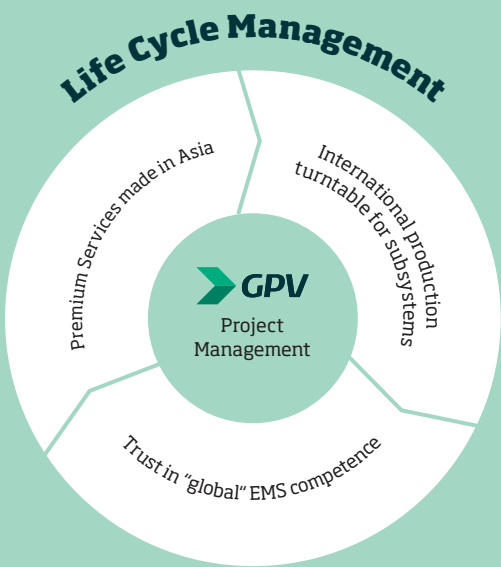 Life Cycle Management
Premium Services made in Asia
International production
turntable for subsystems
GPV
Project
Management
Trust in “global“ EMS competence